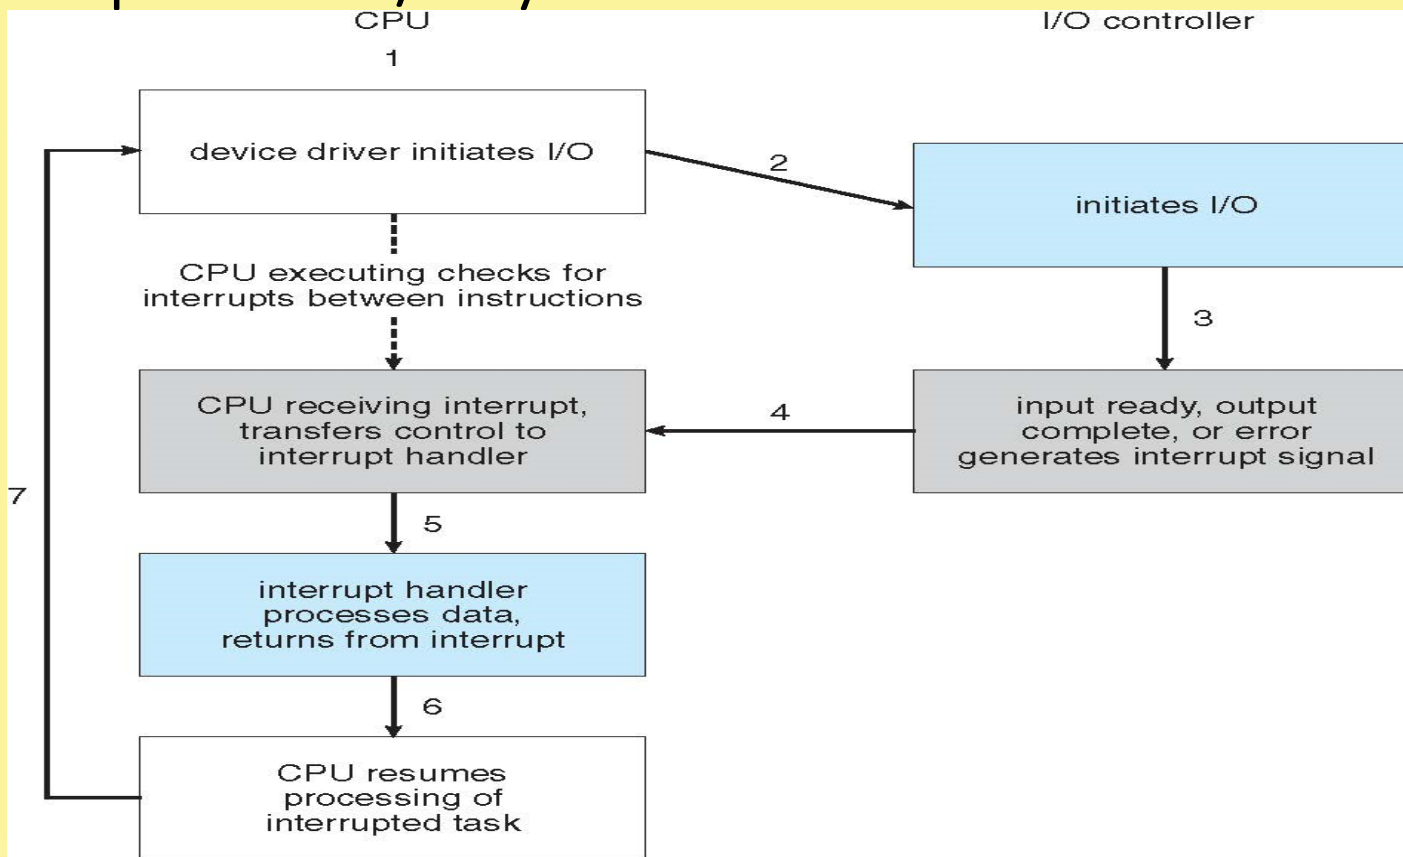 CPU
I/O controller
1
device driver initiates I/O
2
initiates I/O
CPU executing checks for
interrupts between instructions
3
CPU receiving interrupt,
transfers control to
interrupt handler
4
input ready, output
complete, or error
generates interrupt signal
7
5
interrupt handler
processes data,
returns from interrupt
6
CPU resumes
processing of
interrupted task